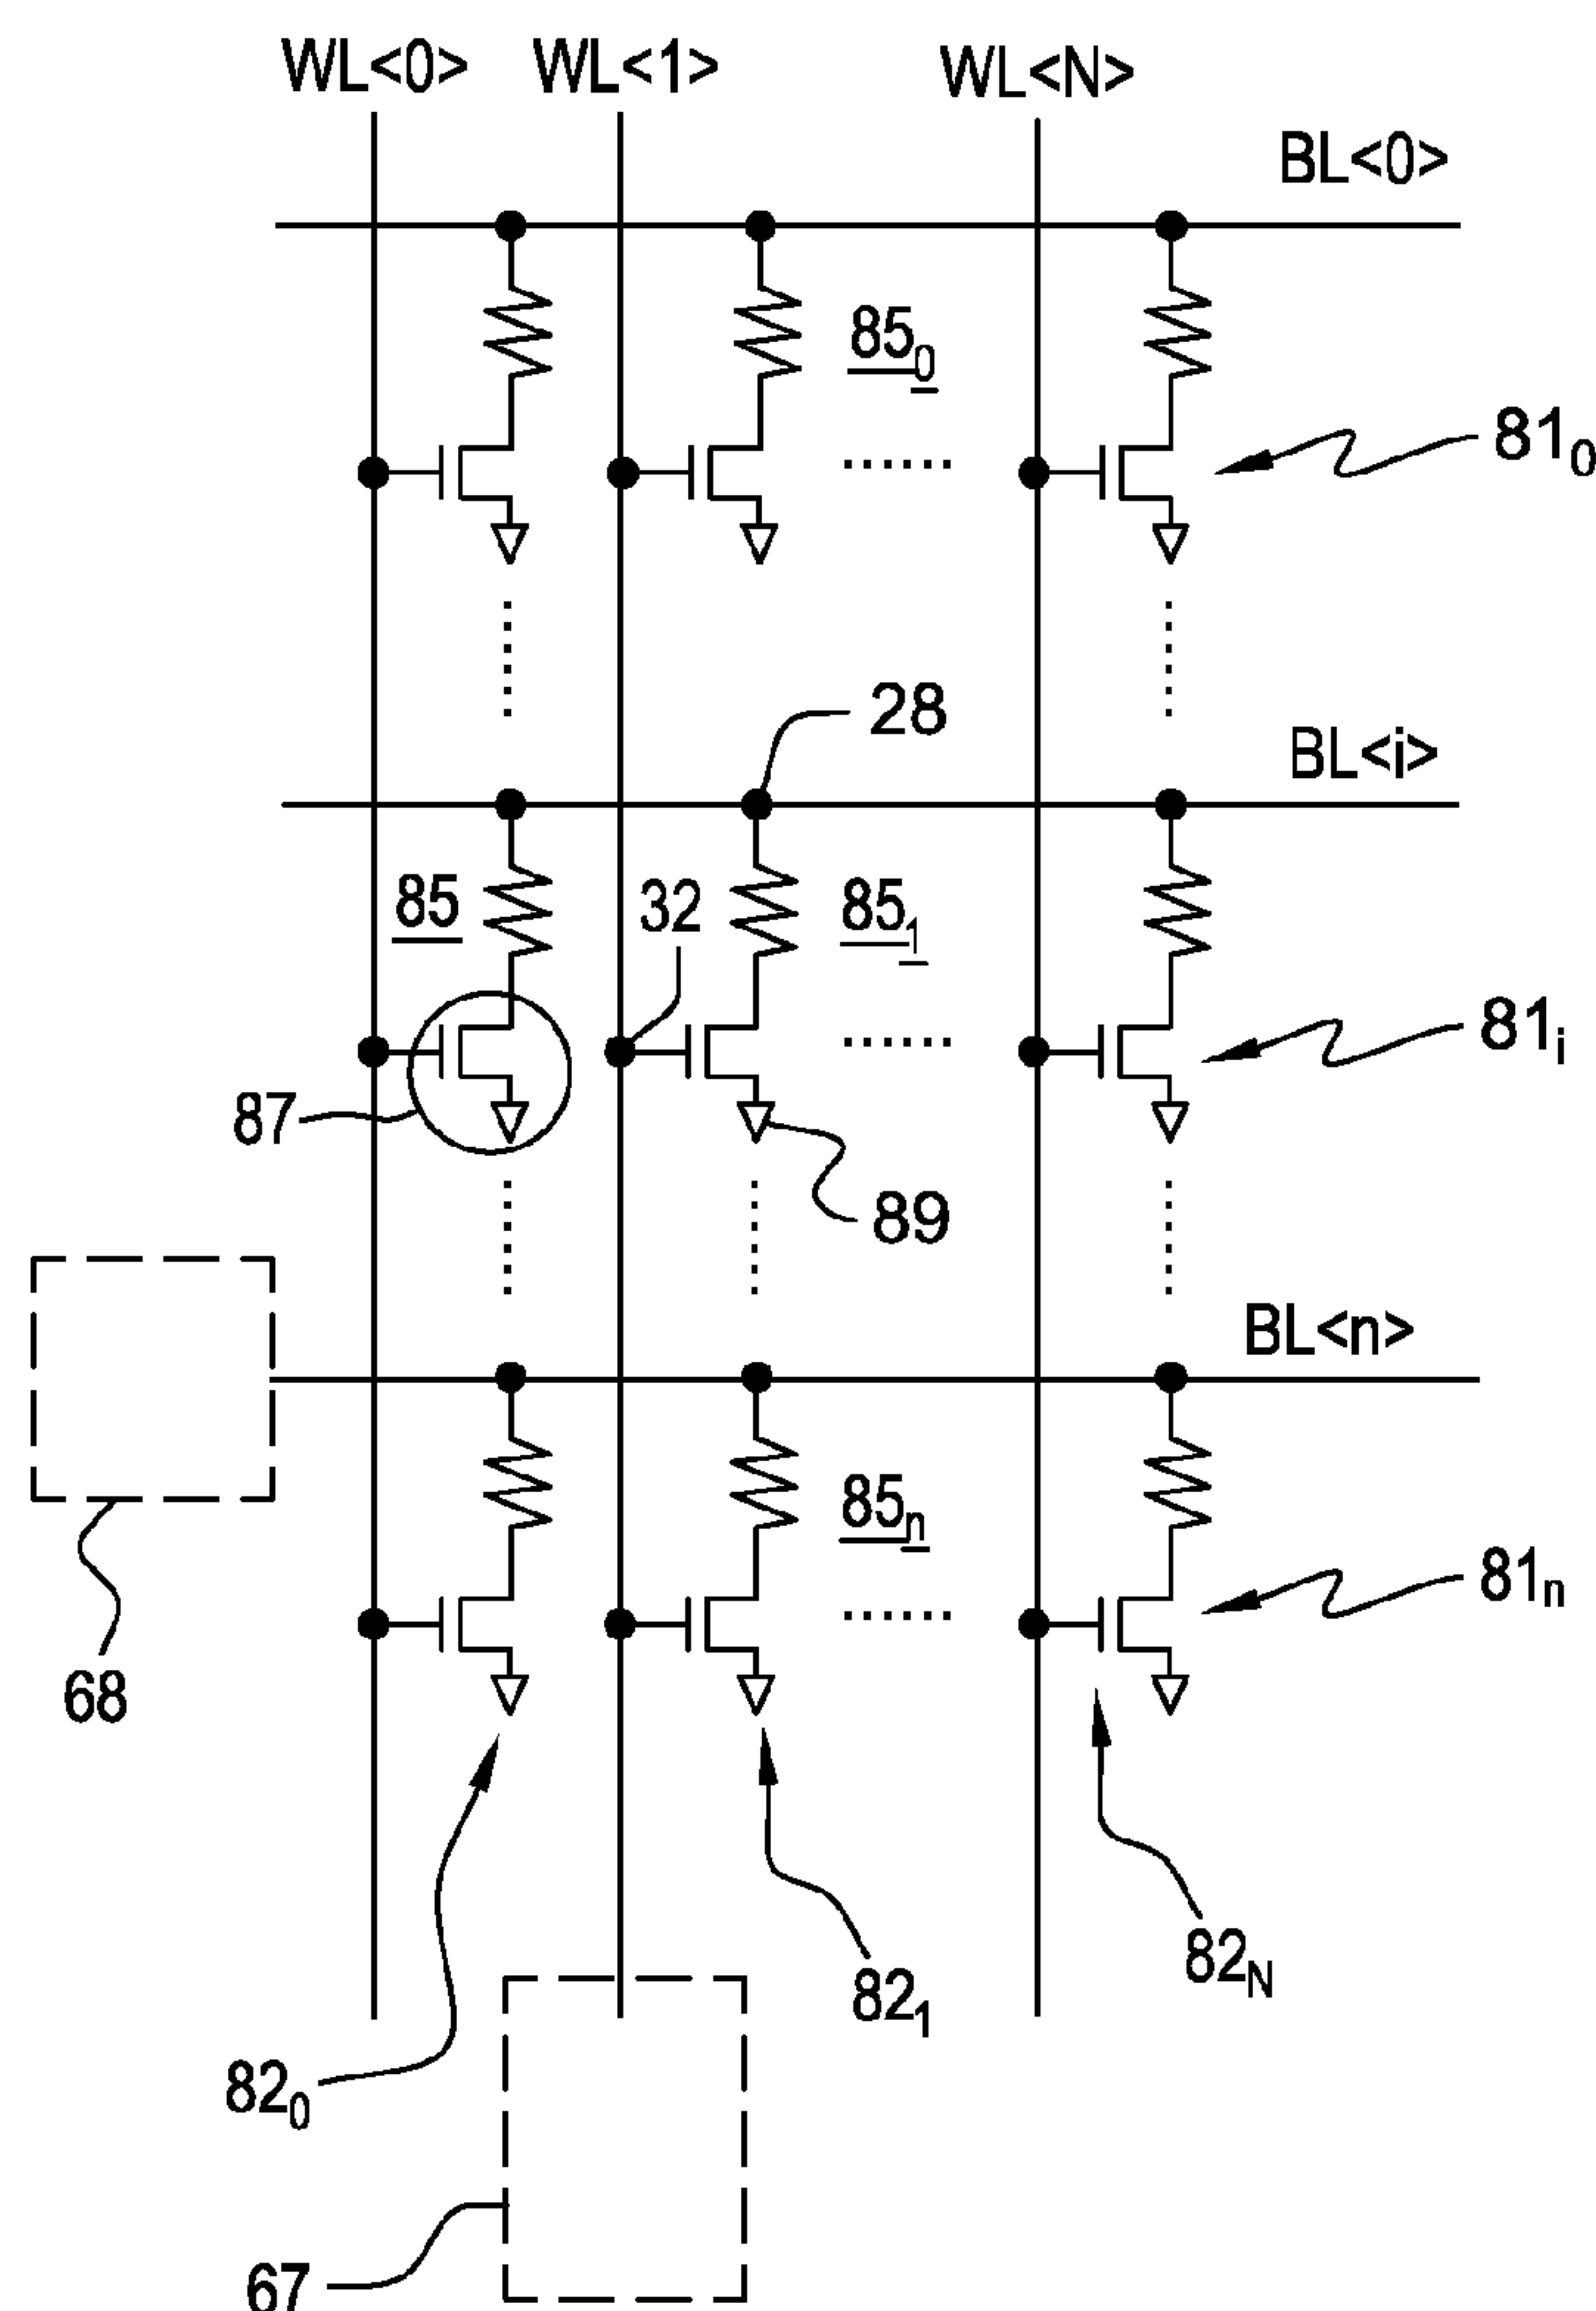 WL<0> WL<1> WL<N>
BL<0>
85₀
81₀
28
BL<i>
85 32 85₁
81ᵢ
87
89
BL<n>
85ₙ
81ₙ
68
82₁ 82_N
82₀
67